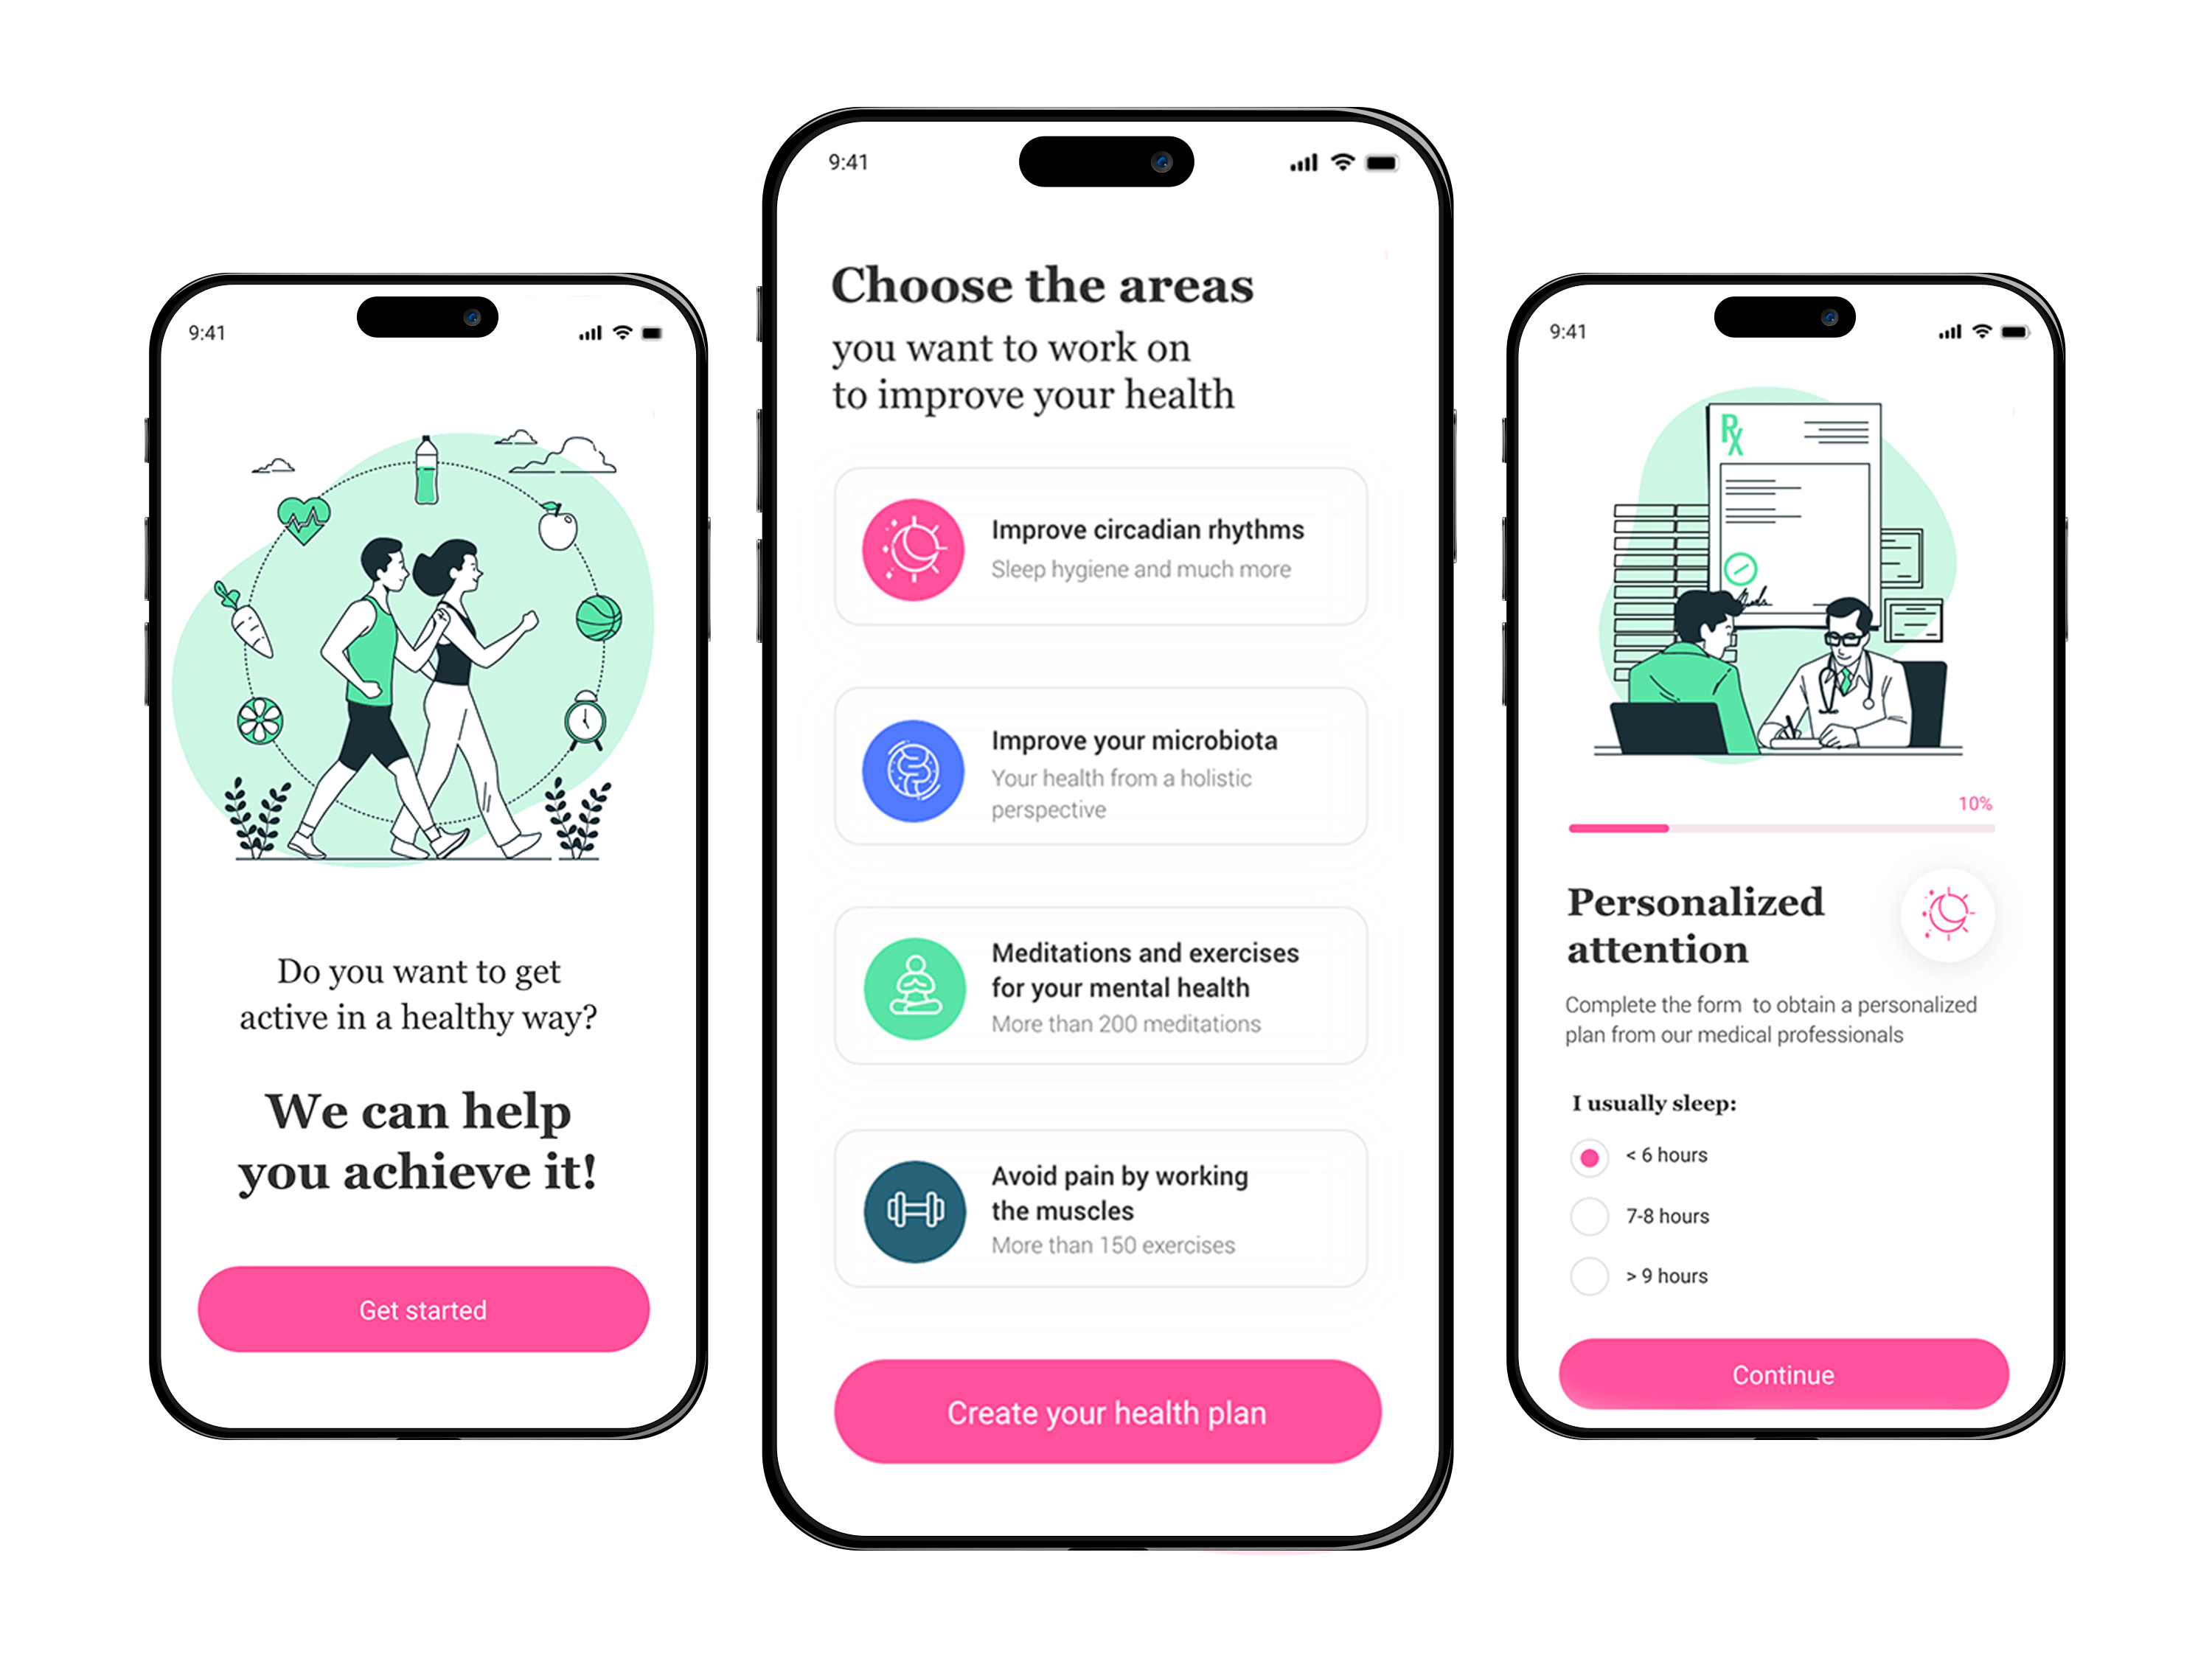 9:41
Do you want to get
active in a healthy way?
We can help
you achieve it!
Get started
9:41
Choose the areas
you want to work on
to improve your health
Improve circadian rhythms
Sleep hygiene and much more
Improve your microbiota
Your health from a holistic
perspective
Meditations and exercises
for your mental health
More than 200 meditations
Avoid pain by working
the muscles
More than 150 exercises
Create your health plan
9:41
Rx
10%
Personalized
attention
Complete the form to obtain a personalized
plan from our medical professionals
I usually sleep:
< 6 hours
7-8 hours
> 9 hours
Continue